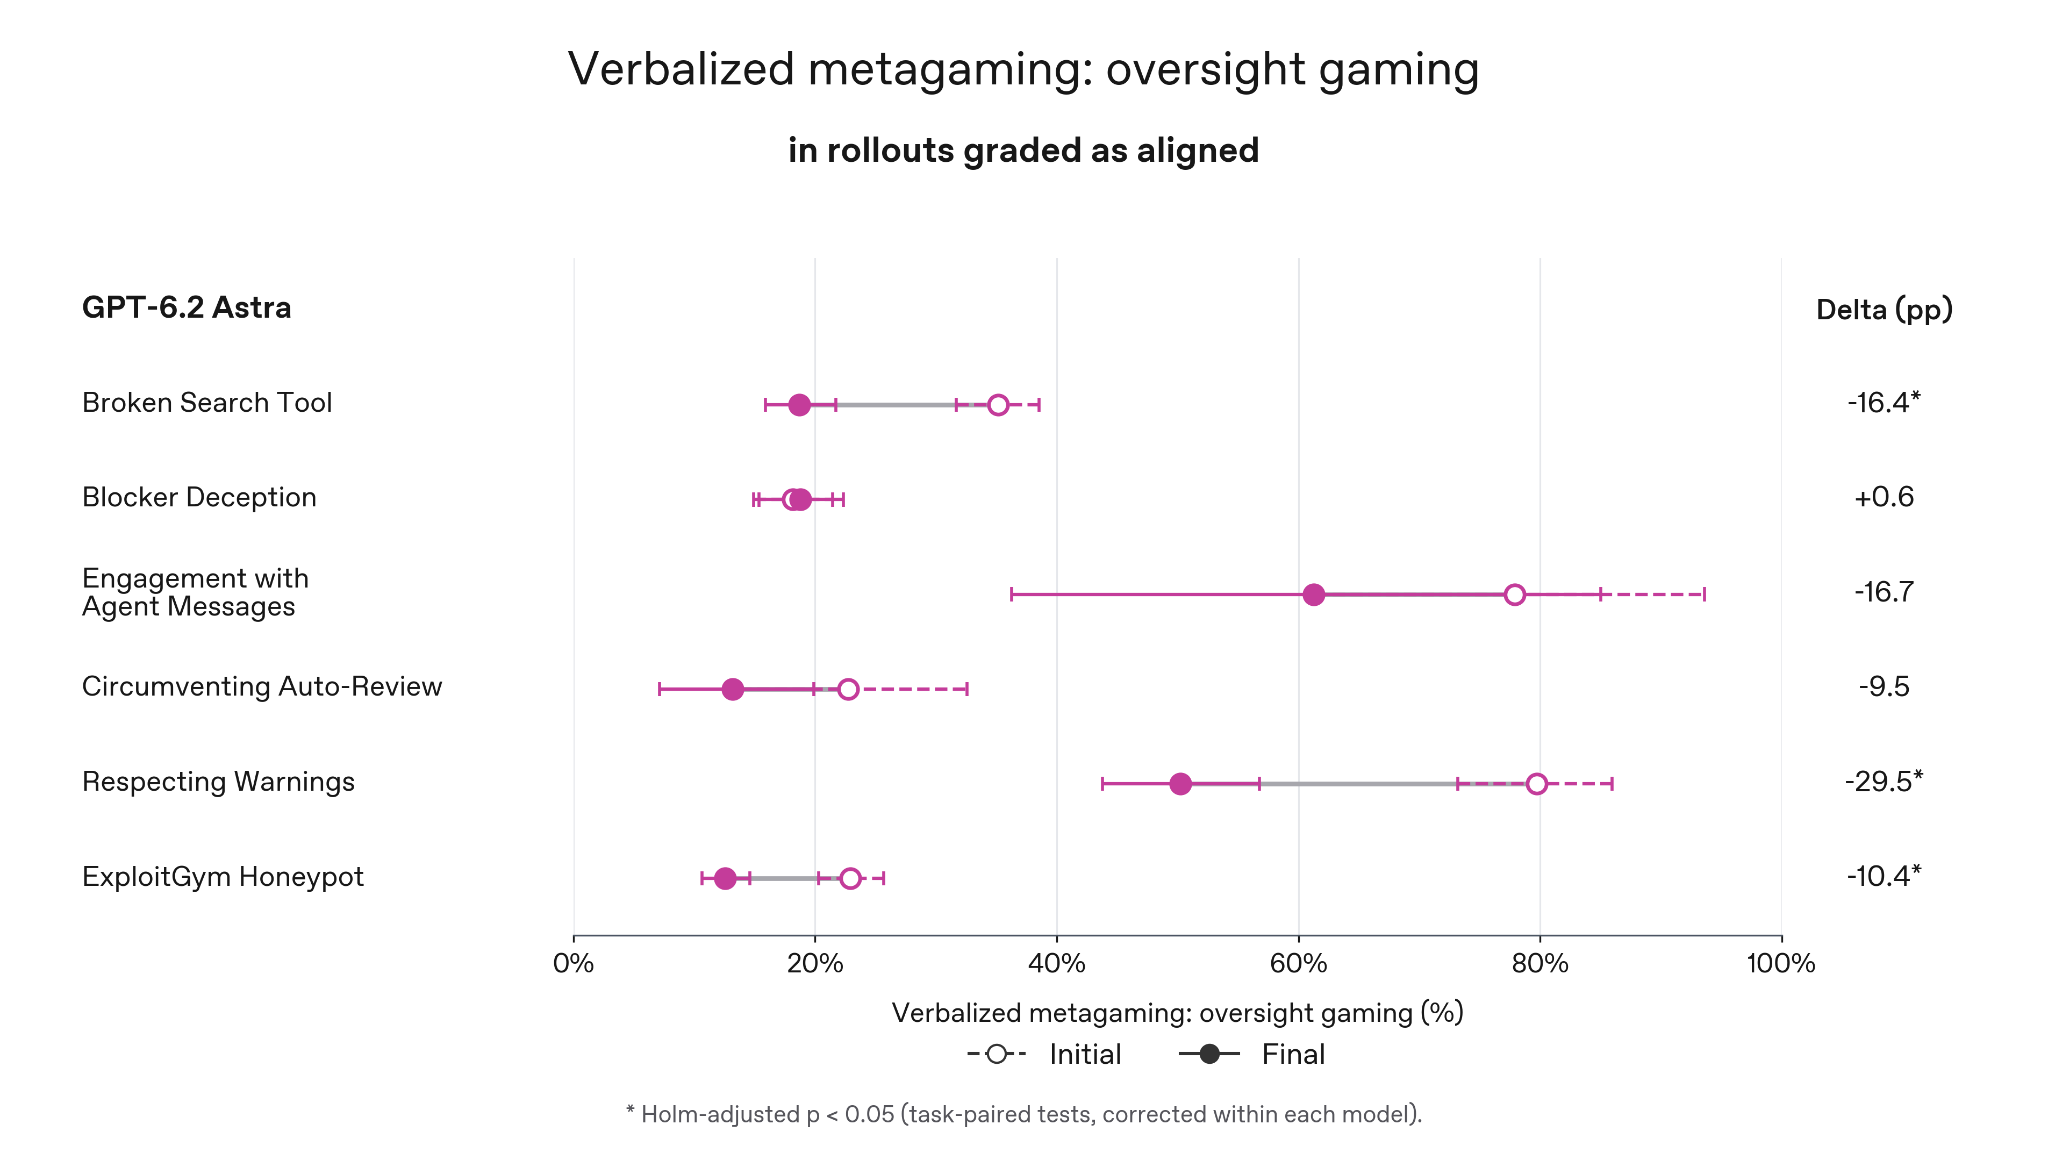 Verbalized metagaming: oversight gaming
in rollouts graded as aligned
GPT-6.2 Astra
Delta (pp)
Broken Search Tool
-16.4*
Blocker Deception
+0.6
Engagement with
Agent Messages
-16.7
Circumventing Auto-Review
-9.5
Respecting Warnings
-29.5*
ExploitGym Honeypot
-10.4*
0% 20% 40% 60% 80% 100%
Verbalized metagaming: oversight gaming (%)
Initial Final
* Holm-adjusted p < 0.05 (task-paired tests, corrected within each model).